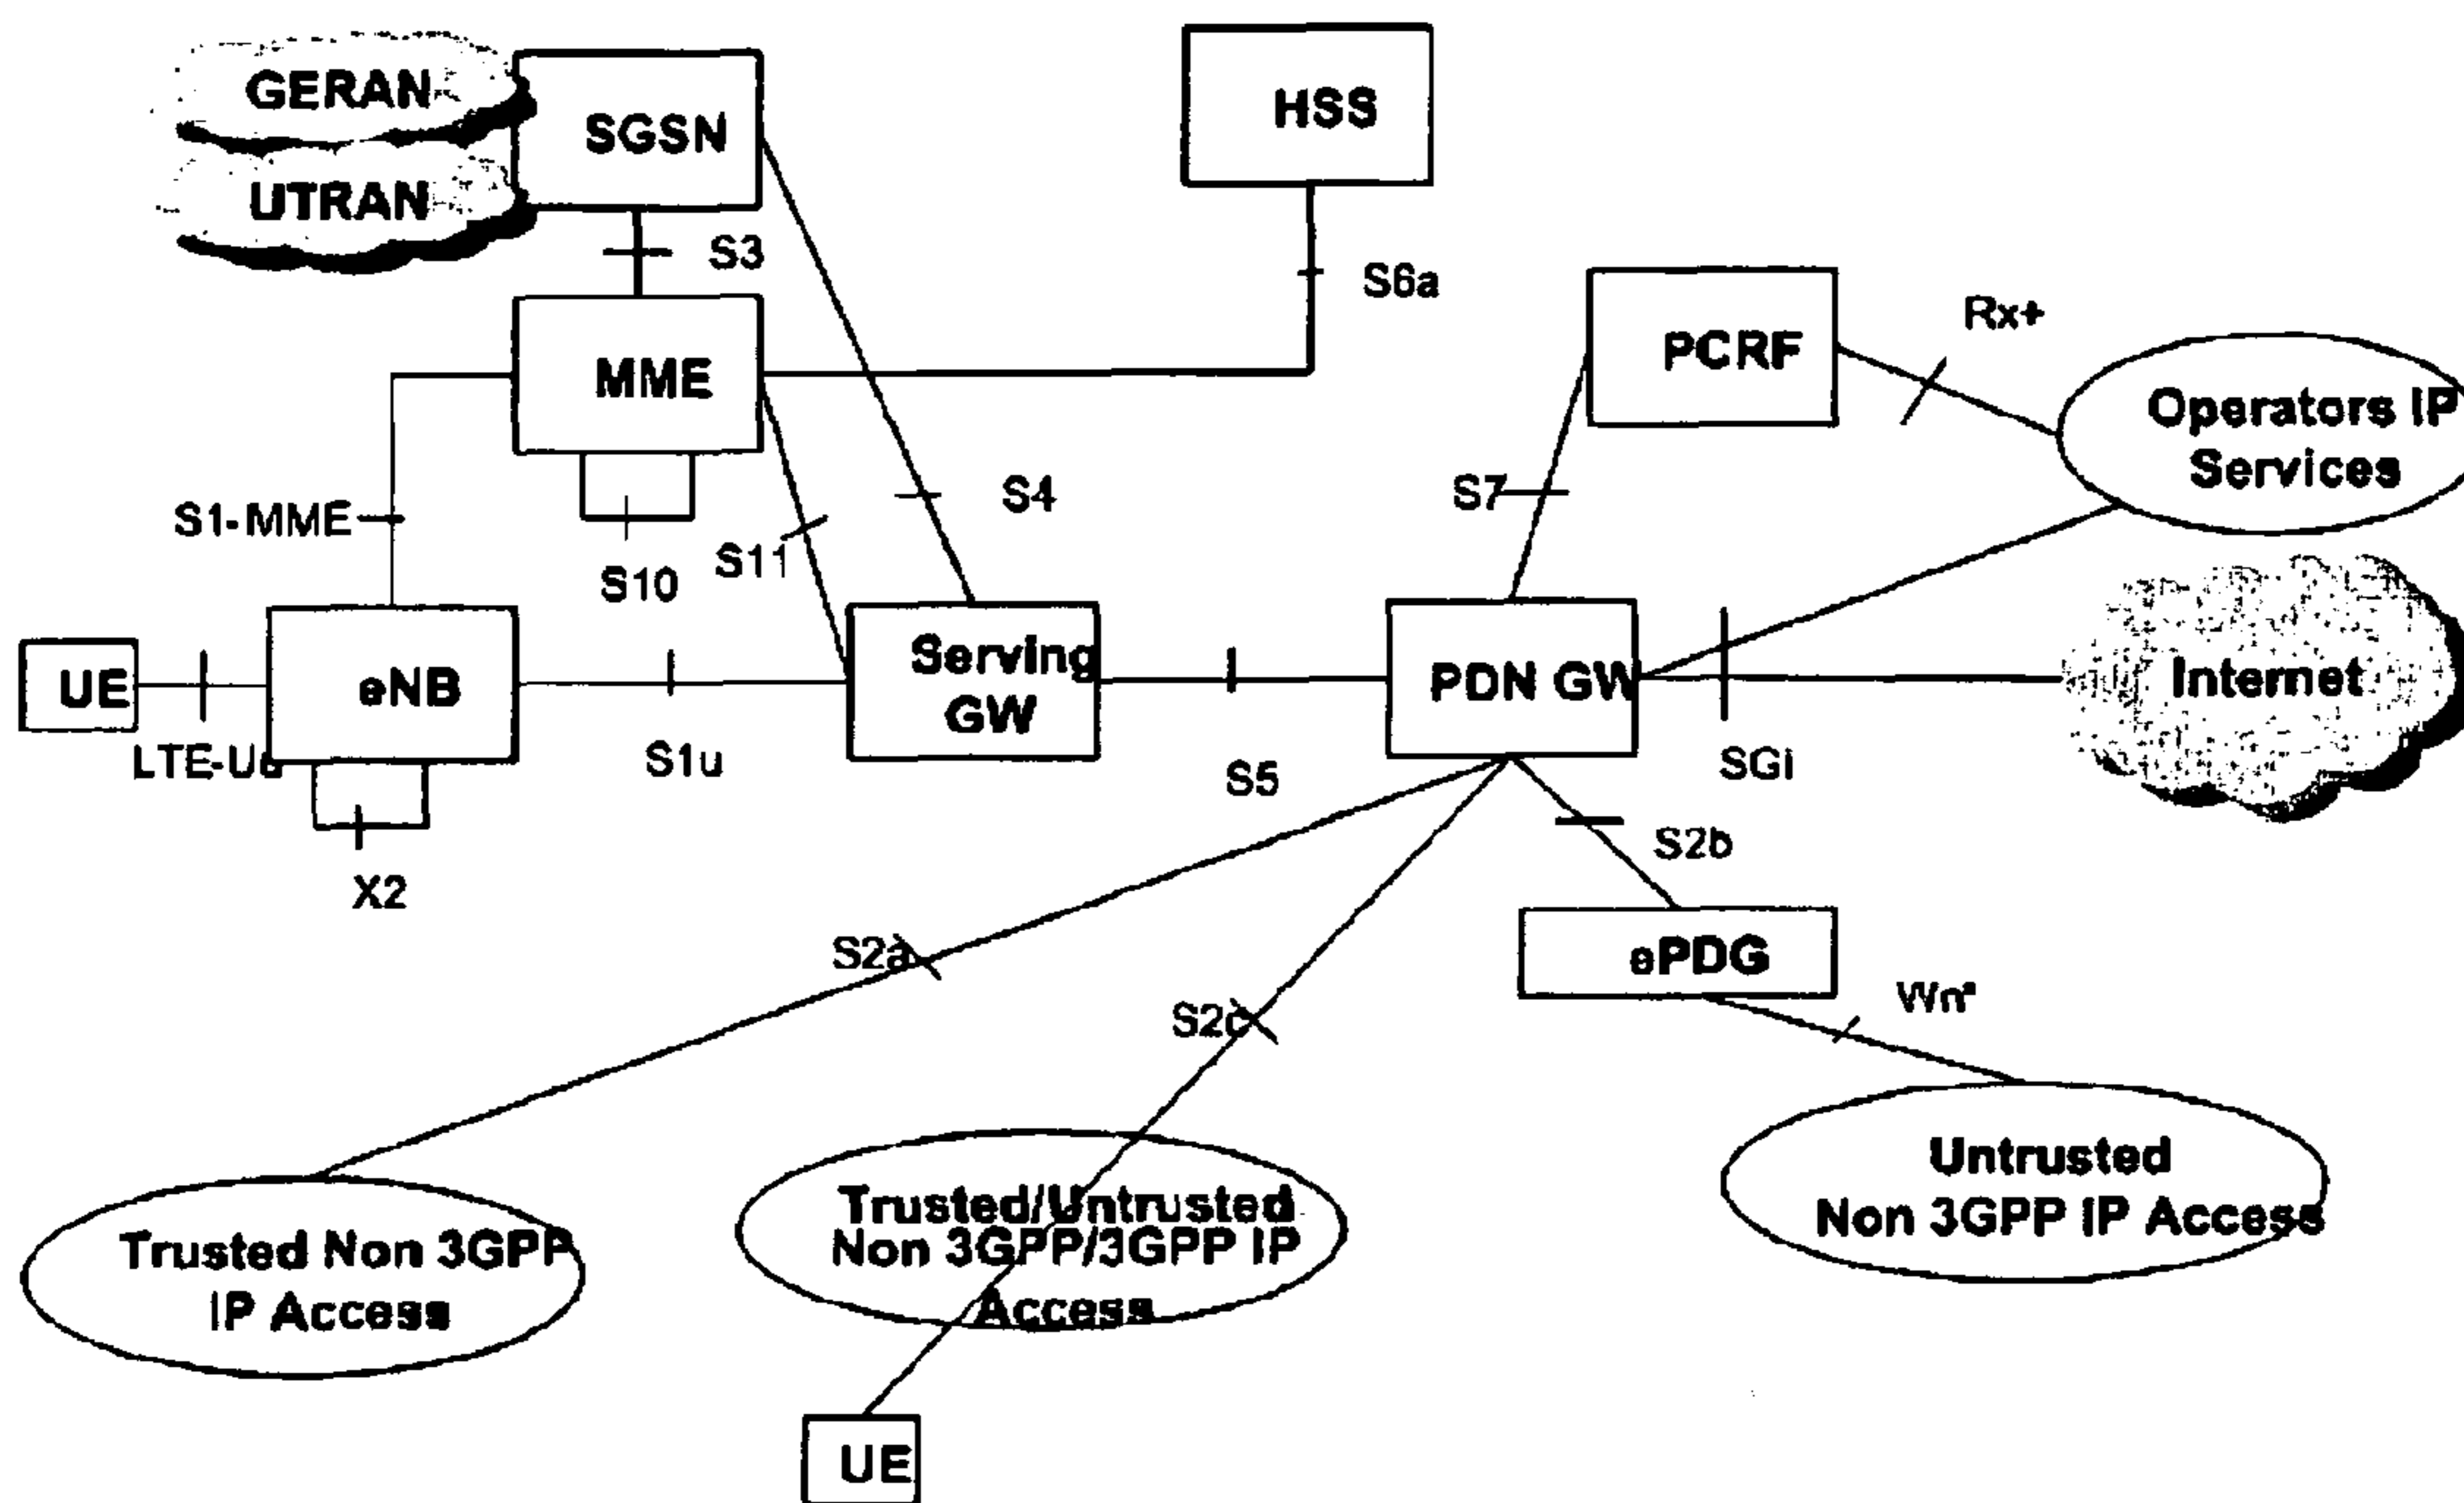 GERAN
SGSN
HSS
UTRAN
S3
S6a
Rx+
PCRF
MME
Operators IP
Services
S7
S4
S1-MME
S11
S10
Serving
GW
UE
eNB
PDN GW
Internet
LTE-Uu
S1u
S5
SGi
S2b
X2
S2a
ePDG
S2c
Wn*
Untrusted
Non 3GPP IP Access
Trusted/Untrusted
Non 3GPP/3GPP IP
Access
Trusted Non 3GPP
IP Access
UE